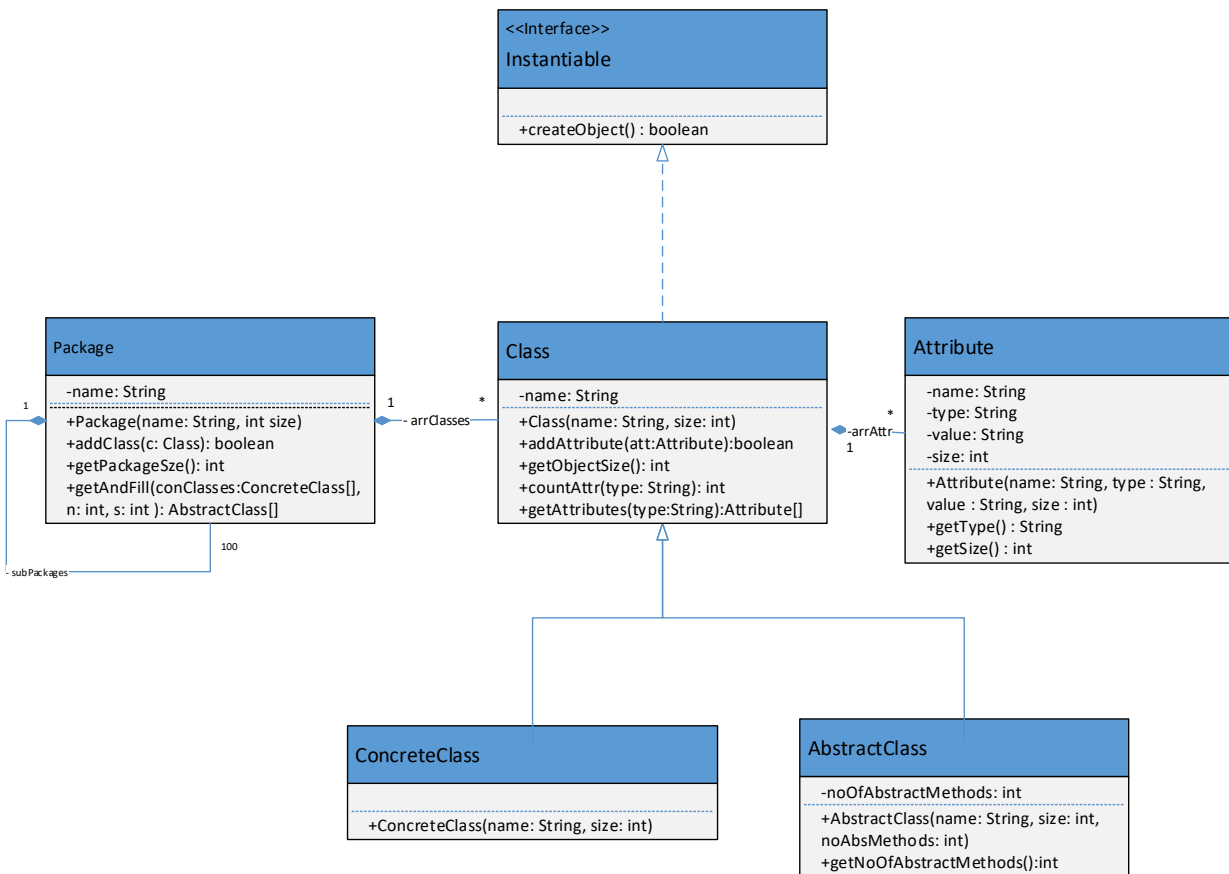 <<Interface>>
Instantiable
+createObject() : boolean
Package
-name: String
+Package(name: String, int size)
+addClass(c: Class): boolean
+getPackageSze(): int
+getAndFill(conClasses:ConcreteClass[],
n: int, s: int ): AbstractClass[]
1
100
- subPackages
1
- arrClasses
*
Class
-name: String
+Class(name: String, size: int)
+addAttribute(att:Attribute):boolean
+getObjectSize(): int
+countAttr(type: String): int
+getAttributes(type:String):Attribute[]
*
-arrAttr
1
Attribute
-name: String
-type: String
-value: String
-size: int
+Attribute(name: String, type : String,
value : String, size : int)
+getType() : String
+getSize() : int
ConcreteClass
+ConcreteClass(name: String, size: int)
AbstractClass
-noOfAbstractMethods: int
+AbstractClass(name: String, size: int,
noAbsMethods: int)
+getNoOfAbstractMethods():int